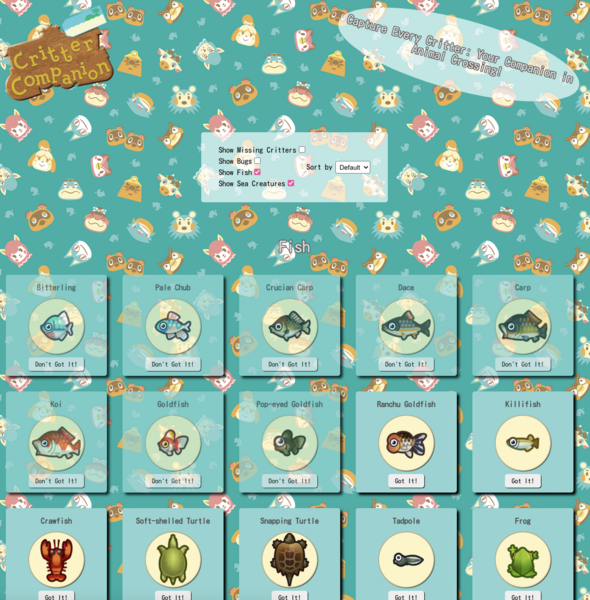 Critter
Companion
Capture Every Critter: Your Companion in
Animal Crossing!
Show Missing Critters
Show Bugs
Show Fish
Show Sea Creatures
Sort by Default
Fish
Bitterling Pale Chub Crucian Carp Dace Carp
Don't Got It! Don't Got It! Don't Got It! Don't Got It! Don't Got It!
Koi Goldfish Pop-eyed Goldfish Ranchu Goldfish Killifish
Don't Got It! Don't Got It! Don't Got It! Got It! Got It!
Crawfish Soft-shelled Turtle Snapping Turtle Tadpole Frog
Got It! Got It! Got It! Got It! Got It!